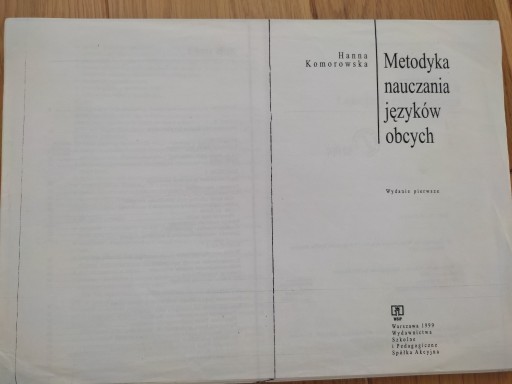 Hanna
Komorowska
Metodyka
nauczania
języków
obcych
Wydanie pierwsze
WSiP
Warszawa 1999
Wydawnictwa
Szkolne
i Pedagogiczne
Spółka Akcyjna